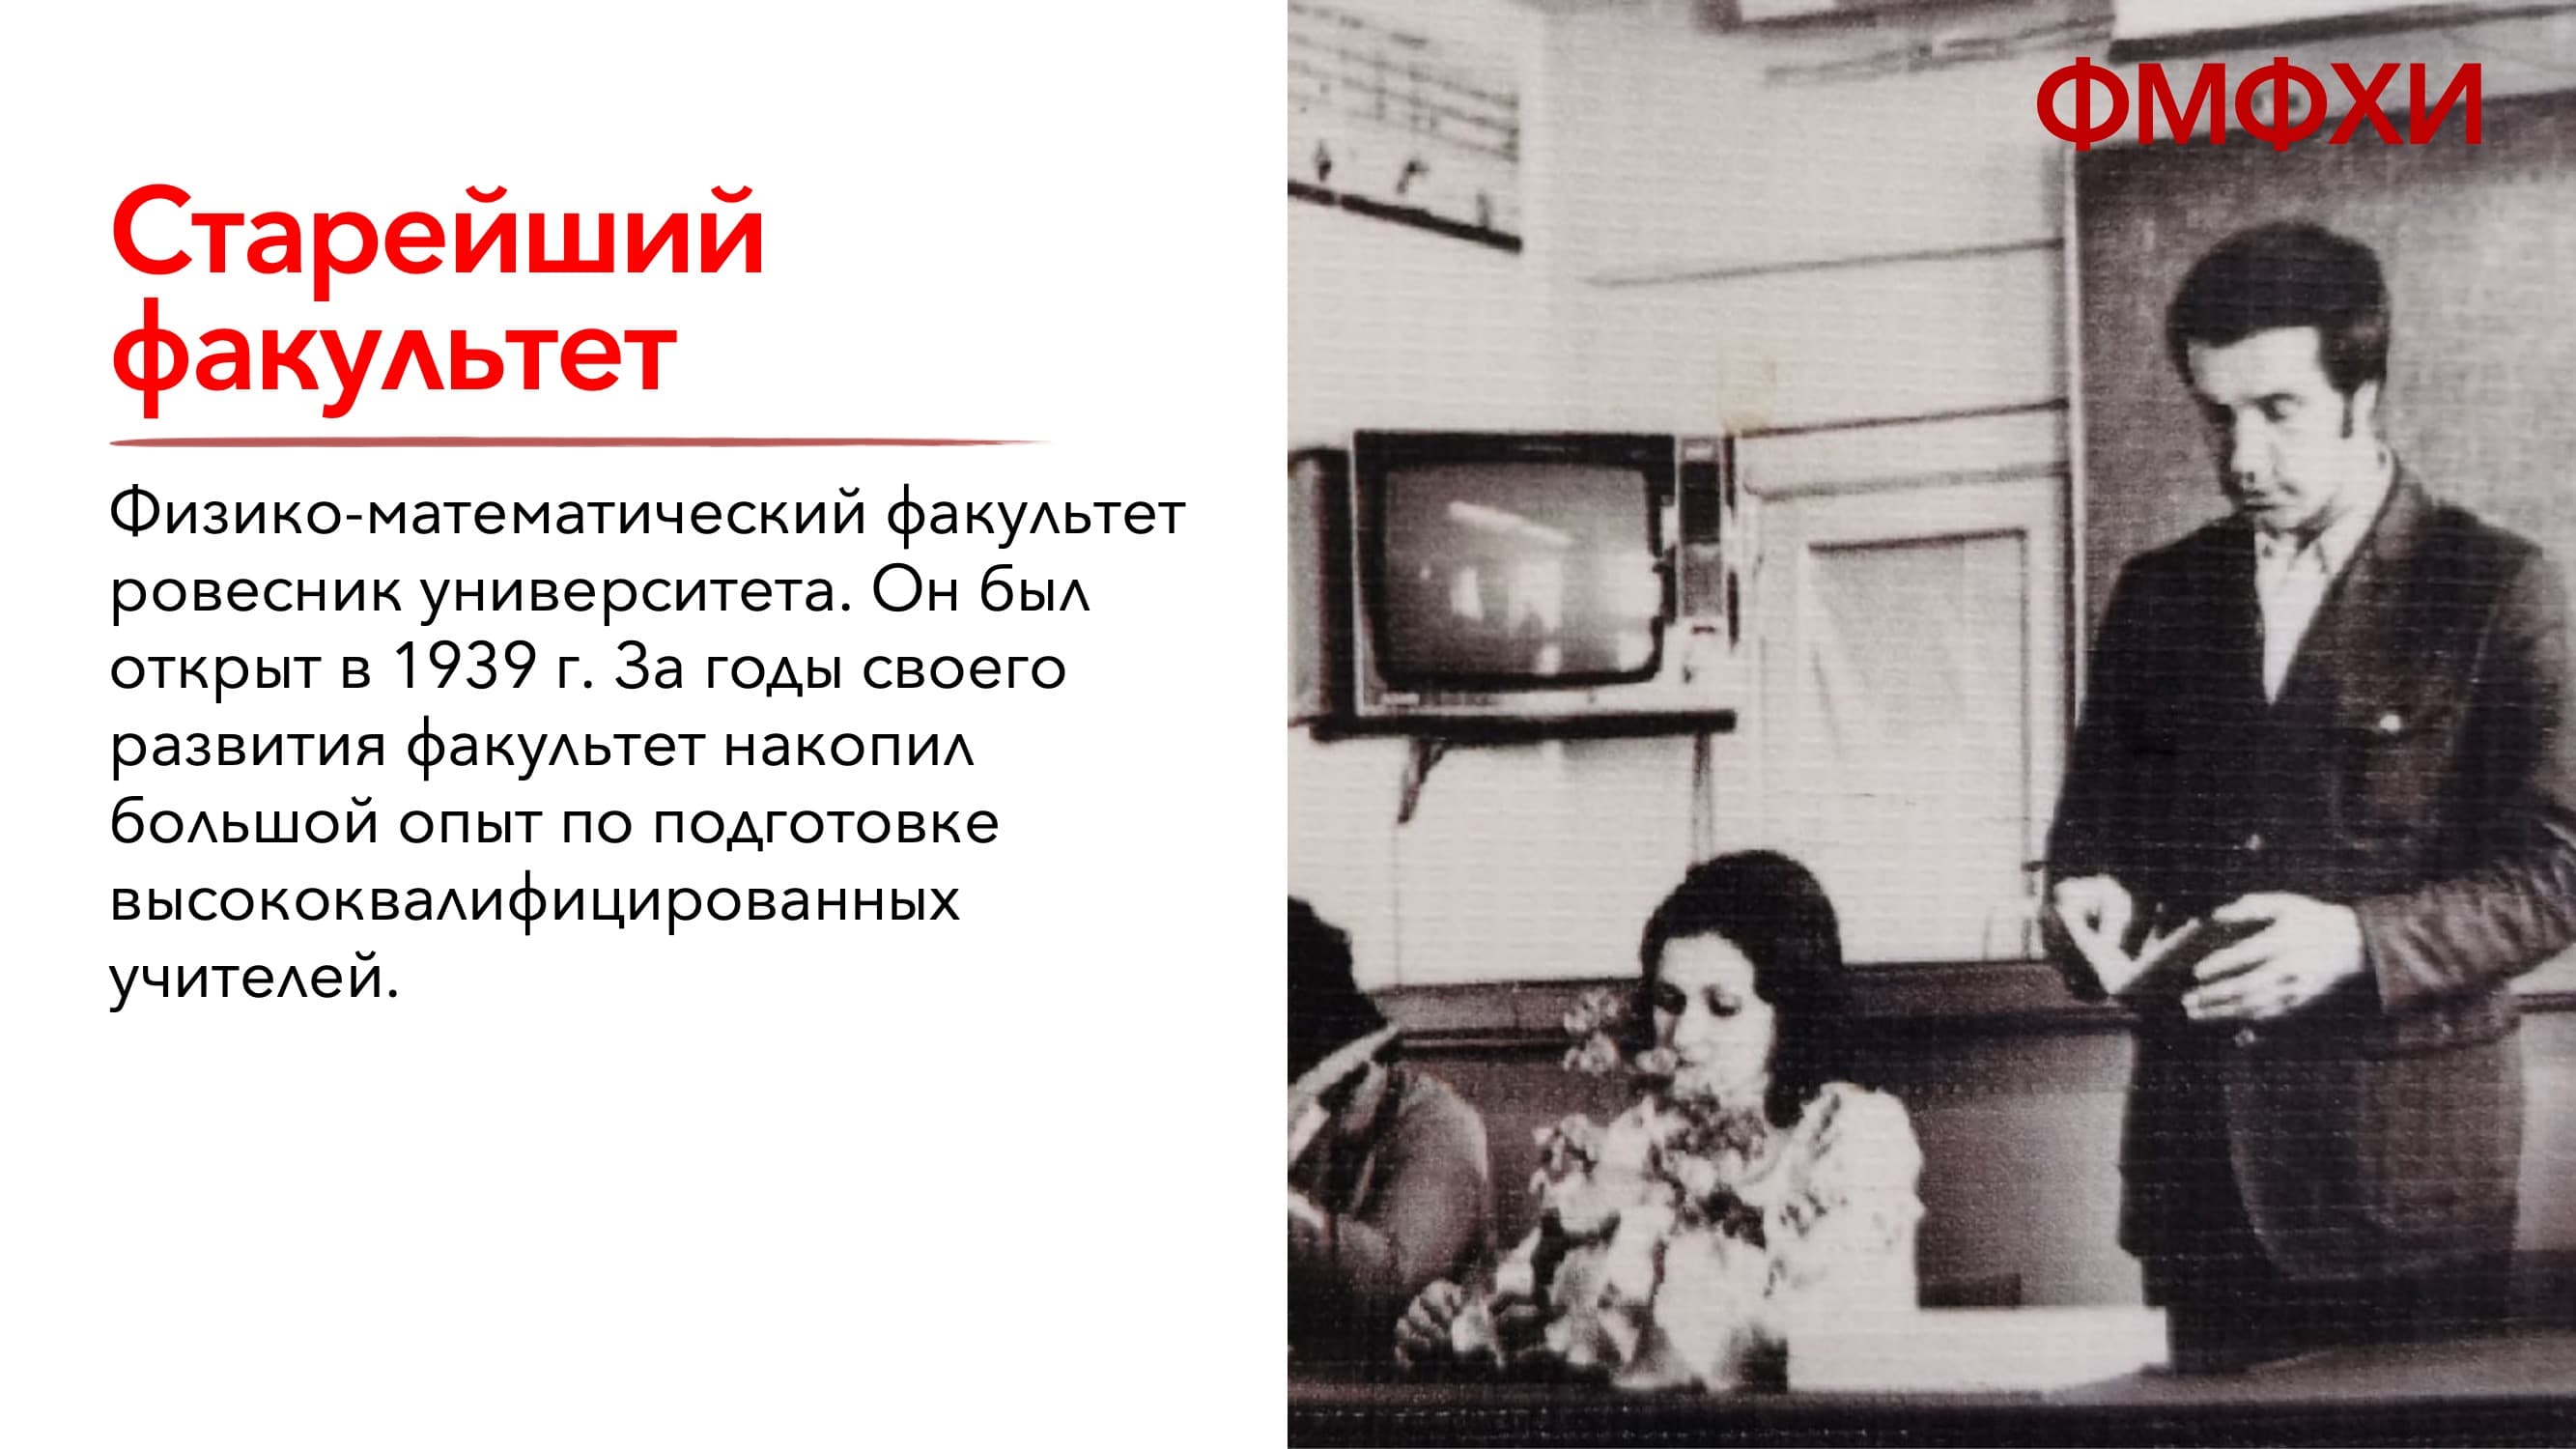 ФМФХИ
Старейший
факультет
Физико-математический факультет
ровесник университета. Он был
открыт в 1939 г. За годы своего
развития факультет накопил
большой опыт по подготовке
высококвалифицированных
учителей.